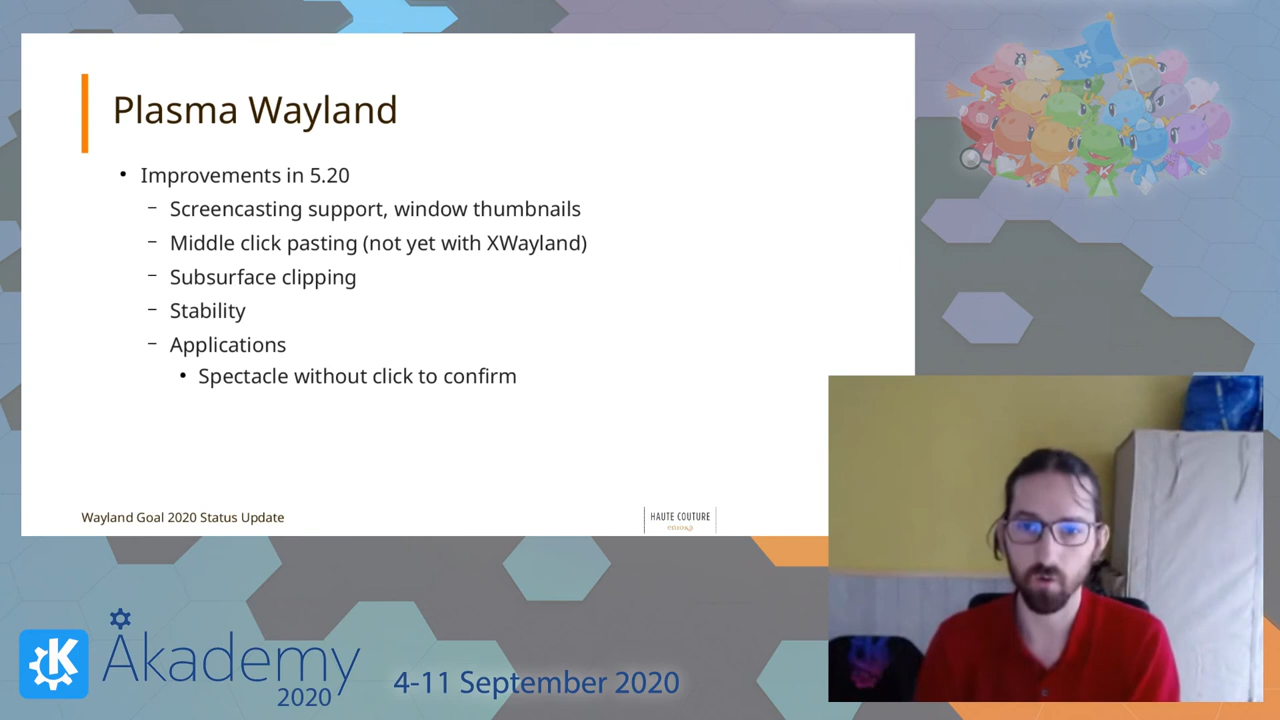 Plasma Wayland
• Improvements in 5.20
– Screencasting support, window thumbnails
– Middle click pasting (not yet with XWayland)
– Subsurface clipping
– Stability
– Applications
• Spectacle without click to confirm
Wayland Goal 2020 Status Update
HAUTE COUTURE
Akademy
2020
4-11 September 2020